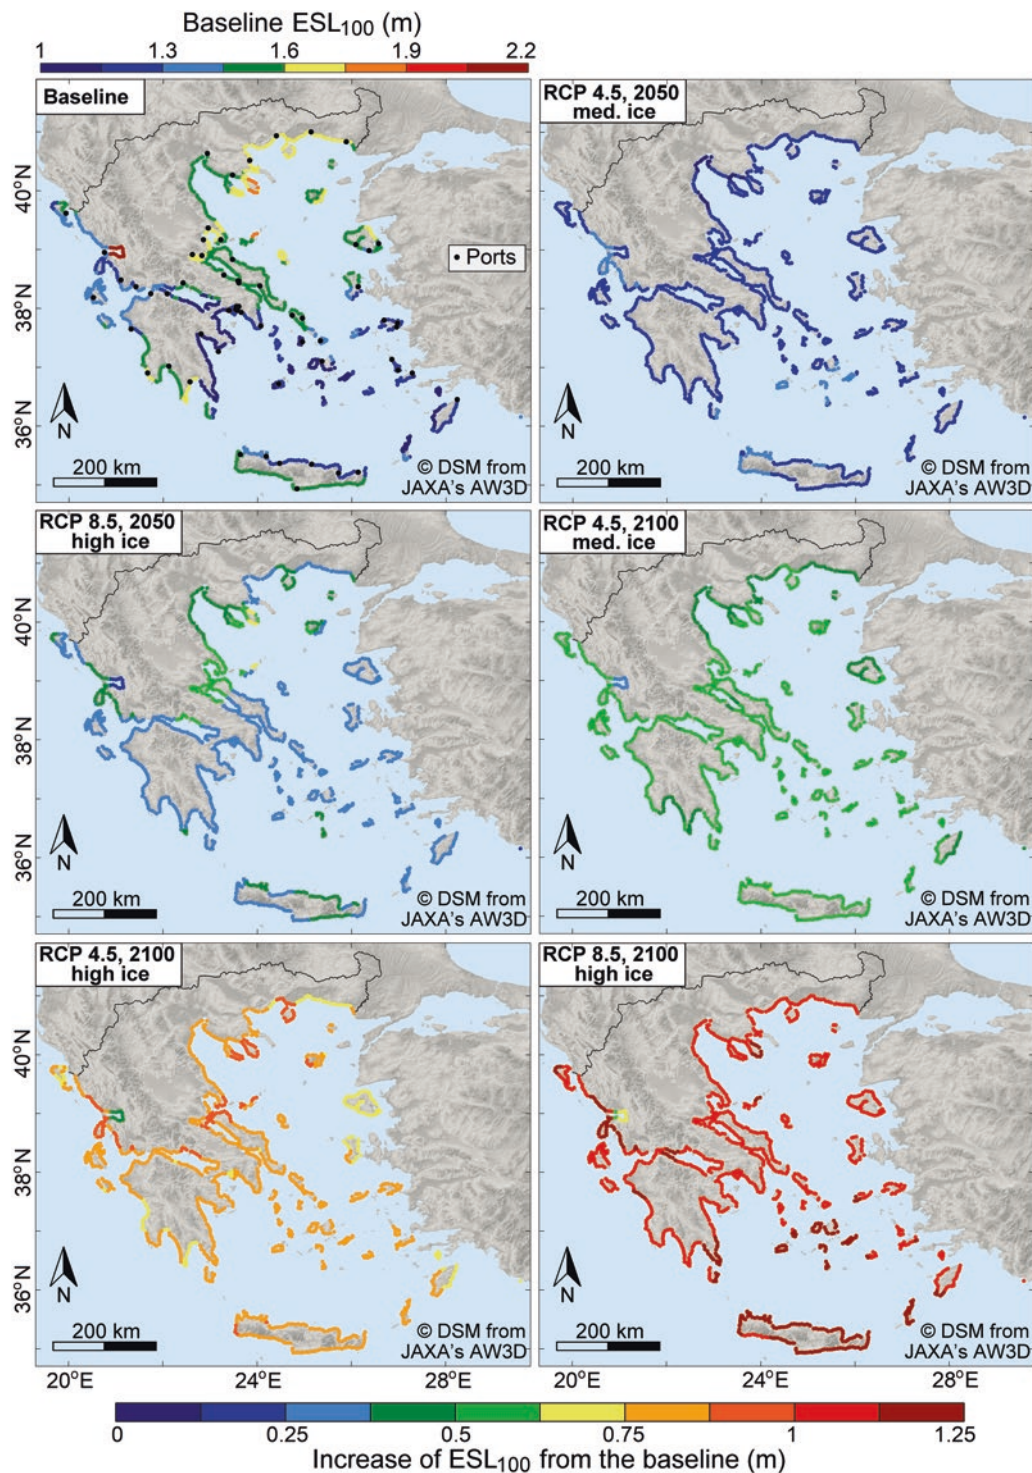 Baseline ESL₁₀₀ (m)
1 1.3 1.6 1.9 2.2
Baseline
RCP 4.5, 2050
med. ice
40°N
38°N
36°N
• Ports
N
200 km
© DSM from
JAXA's AW3D
N
200 km
© DSM from
JAXA's AW3D
RCP 8.5, 2050
high ice
RCP 4.5, 2100
med. ice
40°N
38°N
36°N
N
200 km
© DSM from
JAXA's AW3D
N
200 km
© DSM from
JAXA's AW3D
RCP 4.5, 2100
high ice
RCP 8.5, 2100
high ice
40°N
38°N
36°N
N
200 km
© DSM from
JAXA's AW3D
N
200 km
© DSM from
JAXA's AW3D
20°E 24°E 28°E 20°E 24°E 28°E
0 0.25 0.5 0.75 1 1.25
Increase of ESL₁₀₀ from the baseline (m)